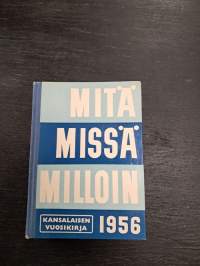 MITÄ
MISSÄ
MILLOIN
KANSALAISEN
VUOSIKIRJA
1956